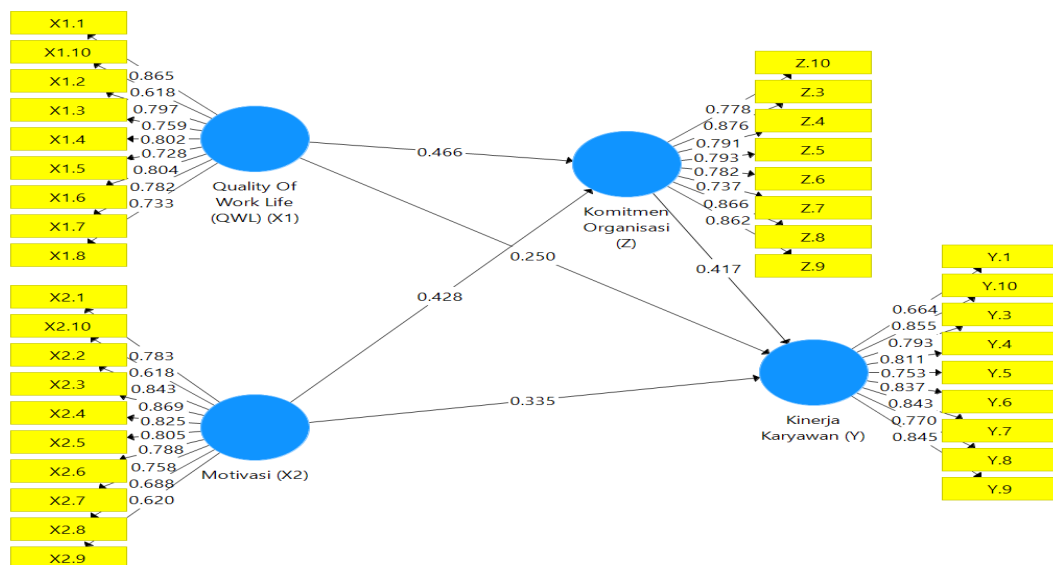 X1.1
X1.10
X1.2
X1.3
X1.4
X1.5
X1.6
X1.7
X1.8
0.865
0.618
0.797
0.759
0.802
0.728
0.804
0.782
0.733
Quality Of
Work Life
(QWL) (X1)
X2.1
X2.10
X2.2
X2.3
X2.4
X2.5
X2.6
X2.7
X2.8
X2.9
0.783
0.618
0.843
0.869
0.825
0.805
0.788
0.758
0.688
0.620
Motivasi (X2)
0.466
0.250
0.428
0.335
0.417
Komitmen
Organisasi
(Z)
0.778
0.876
0.791
0.793
0.782
0.737
0.866
0.862
Z.10
Z.3
Z.4
Z.5
Z.6
Z.7
Z.8
Z.9
Kinerja
Karyawan (Y)
0.664
0.855
0.793
0.811
0.753
0.837
0.843
0.770
0.845
Y.1
Y.10
Y.3
Y.4
Y.5
Y.6
Y.7
Y.8
Y.9